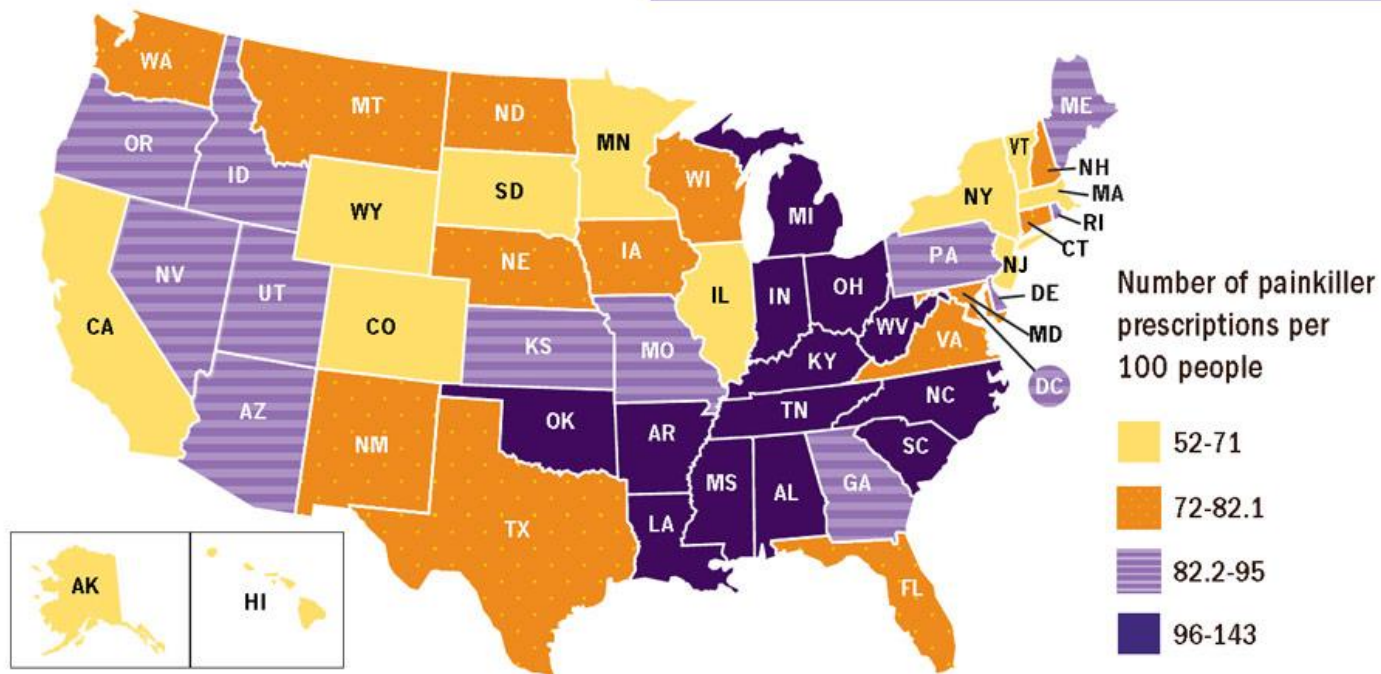 WA
MT
ND
MN
ME
OR
ID
WY
SD
WI
VT
NY
NH
MA
MI
RI
CT
NV
UT
NE
IA
PA
NJ
CA
CO
IL
IN
OH
DE
MD
WV
VA
KS
MO
KY
DC
AZ
NM
OK
AR
TN
NC
SC
TX
LA
MS
AL
GA
FL
AK
HI
Number of painkiller
prescriptions per
100 people
52-71
72-82.1
82.2-95
96-143